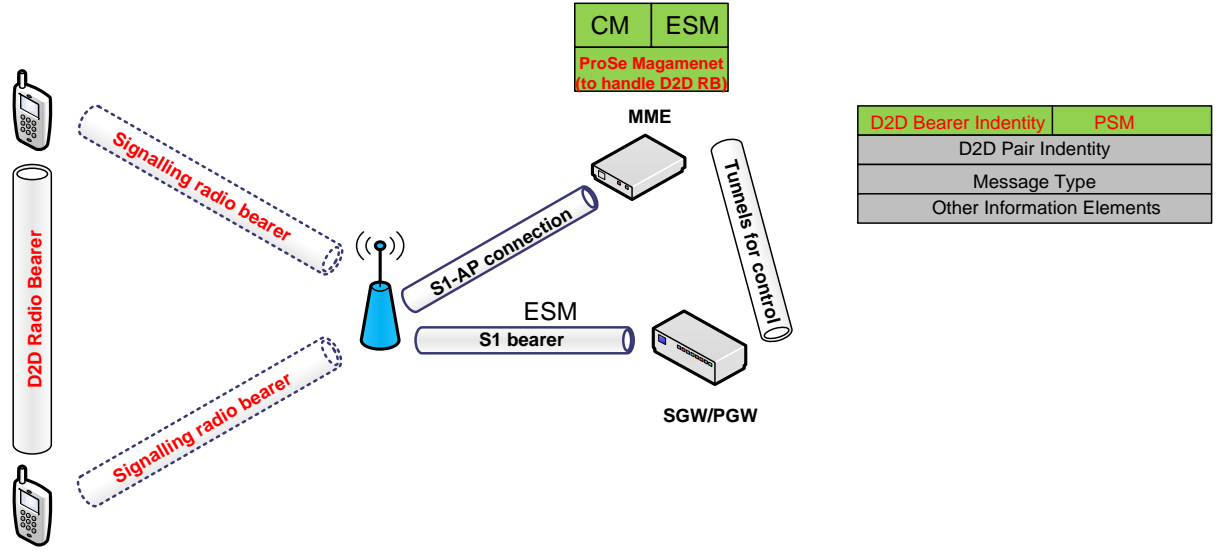 CM ESM
ProSe Magamenet
(to handle D2D RB)
MME
D2D Bearer Indentity PSM
D2D Pair Indentity
Message Type
Other Information Elements
Signalling radio bearer
D2D Radio Bearer
S1-AP connection
Tunnels for control
ESM
S1 bearer
Signalling radio bearer
SGW/PGW